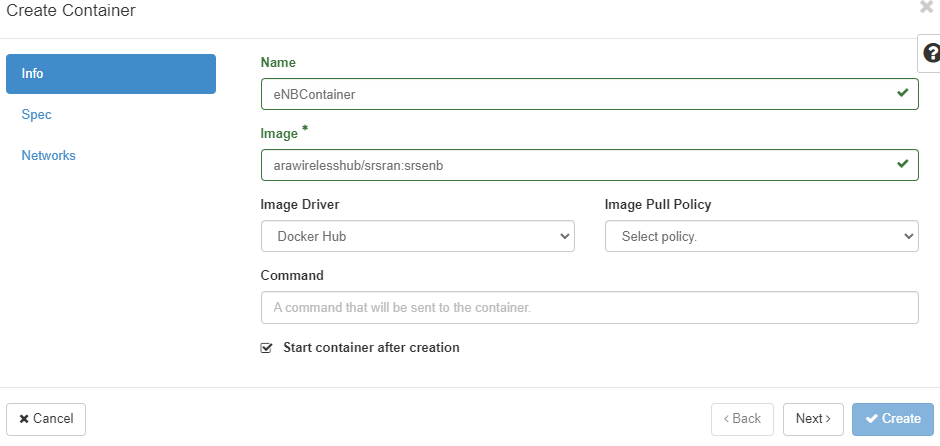 Create Container
Info
Spec
Networks
Name
eNBContainer
Image *
arawirelesshub/srsran:srsenb
Image Driver
Image Pull Policy
Docker Hub
Select policy.
Command
A command that will be sent to the container.
Start container after creation
Cancel
Back
Next
Create